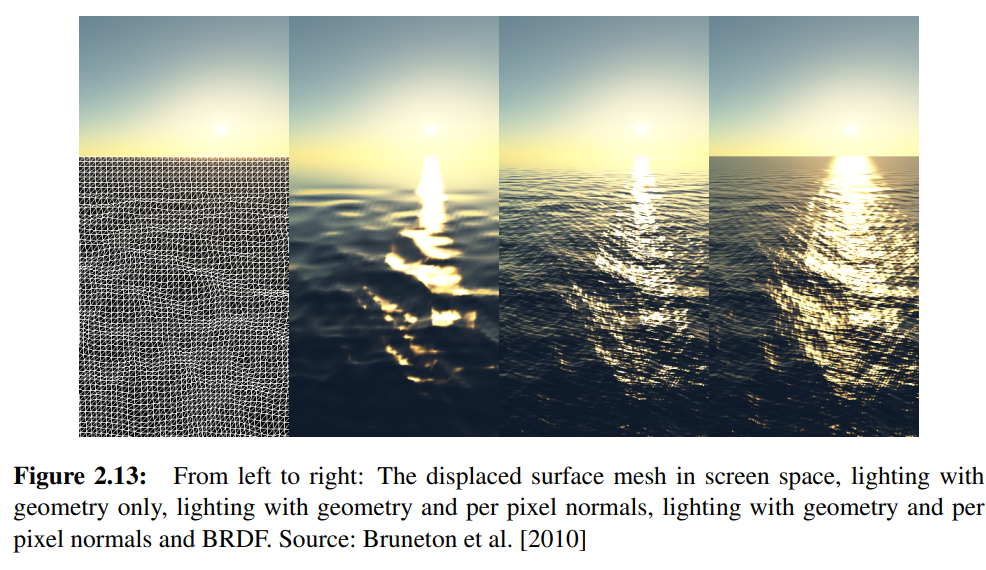 Figure 2.13: From left to right: The displaced surface mesh in screen space, lighting with
geometry only, lighting with geometry and per pixel normals, lighting with geometry and per
pixel normals and BRDF. Source: Bruneton et al. [2010]